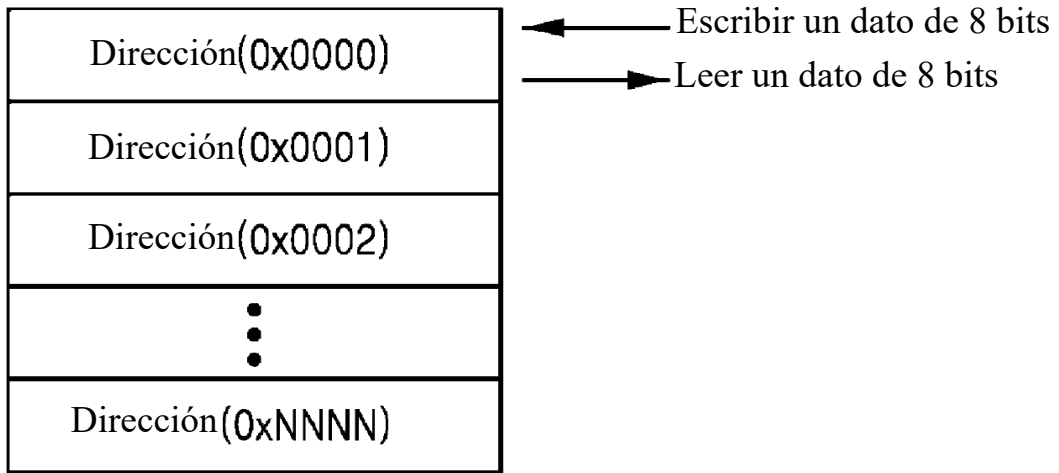 Dirección(0x0000)
Escribir un dato de 8 bits
Leer un dato de 8 bits
Dirección(0x0001)
Dirección(0x0002)
Dirección(0xNNNN)